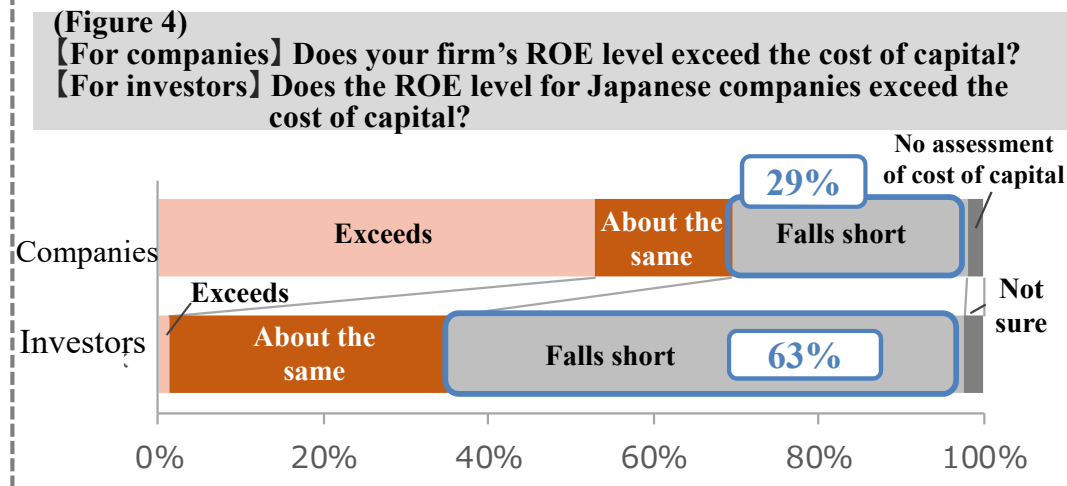 (Figure 4)
【For companies】 Does your firm's ROE level exceed the cost of capital?
【For investors】 Does the ROE level for Japanese companies exceed the
cost of capital?
No assessment
of cost of capital
29%
Companies
Exceeds
About the
same
Falls short
Exceeds
Not
sure
Investors
About the
same
Falls short
63%
0%
20%
40%
60%
80%
100%